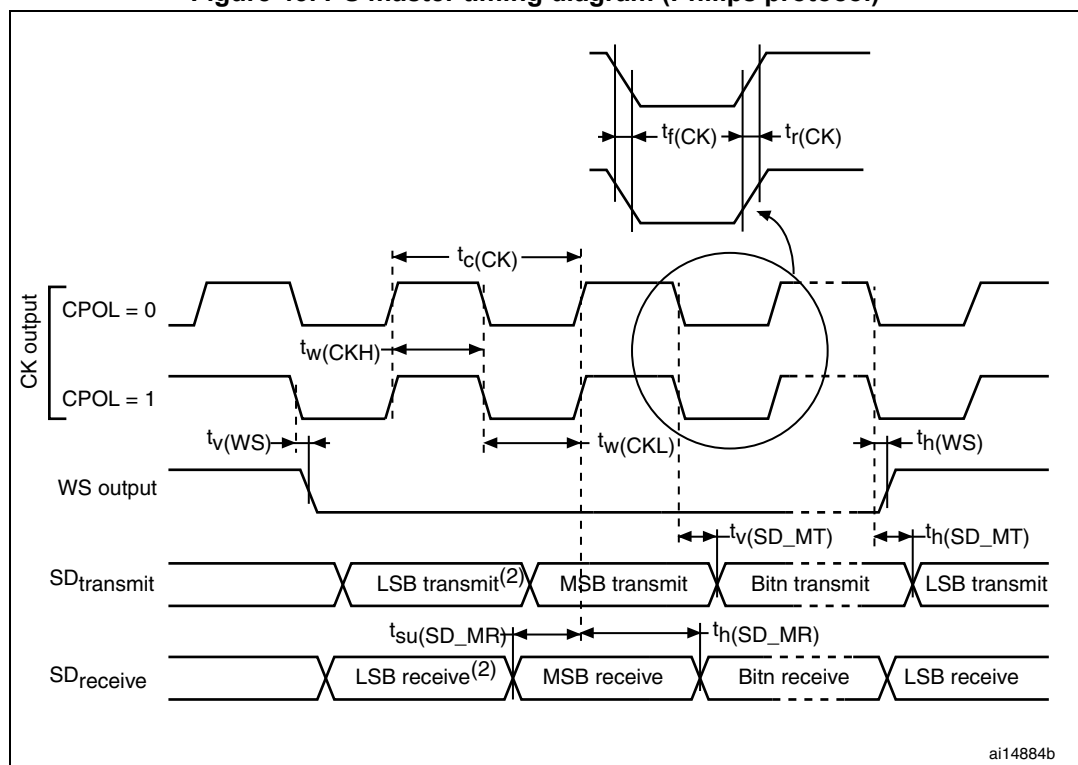 tf(CK)
tr(CK)
tc(CK)
CK output
CPOL = 0
tw(CKH)
CPOL = 1
tv(WS)
tw(CKL)
th(WS)
WS output
tv(SD_MT)
th(SD_MT)
SDtransmit
LSB transmit(2)
MSB transmit
Bitn transmit
LSB transmit
tsu(SD_MR)
th(SD_MR)
SDreceive
LSB receive(2)
MSB receive
Bitn receive
LSB receive
ai14884b